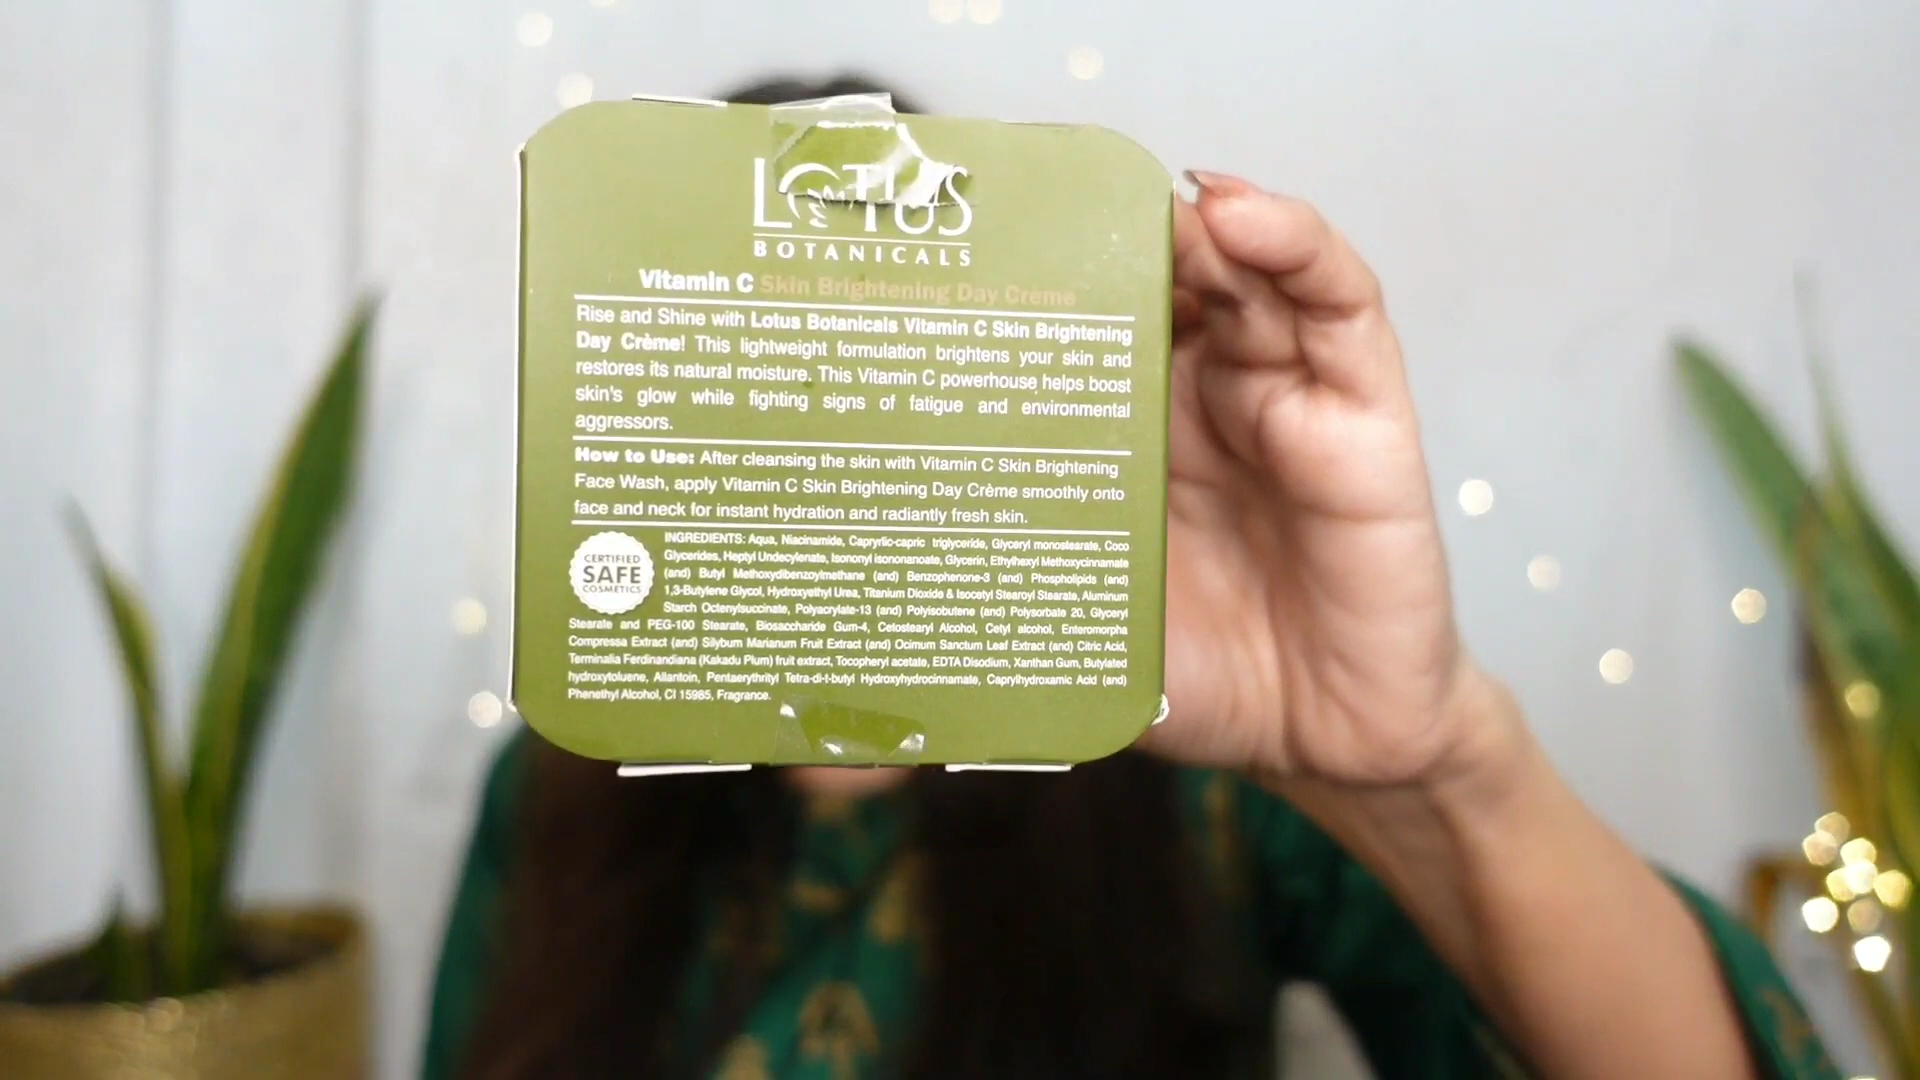 LOTUS
BOTANICALS
Vitamin C Skin Brightening Day Crème
Rise and Shine with Lotus Botanicals Vitamin C Skin Brightening
Day Crème! This lightweight formulation brightens your skin and
restores its natural moisture. This Vitamin C powerhouse helps boost
skin's glow while fighting signs of fatigue and environmental
aggressors.
How to Use: After cleansing the skin with Vitamin C Skin Brightening
Face Wash, apply Vitamin C Skin Brightening Day Crème smoothly onto
face and neck for instant hydration and radiantly fresh skin.
CERTIFIED
SAFE
COSMETICS
INGREDIENTS: Aqua, Niacinamide, Capryrlic-capric triglyceride, Glyceryl monostearate, Coco
Glycerides, Heptyl Undecylenate, Isononyl isononanoate, Glycerin, Ethylhexyl Methoxycinnamate
(and) Butyl Methoxydibenzoylmethane (and) Benzophenone-3 (and) Phospholipids (and)
1,3-Butylene Glycol, Hydroxyethyl Urea, Titanium Dioxide & Isocetyl Stearoyl Stearate, Aluminum
Starch Octenylsuccinate, Polyacrylate-13 (and) Polyisobutene (and) Polysorbate 20, Glyceryl
Stearate and PEG-100 Stearate, Biosaccharide Gum-4, Cetostearyl Alcohol, Cetyl alcohol, Enteromorpha
Compressa Extract (and) Silybum Marianum Fruit Extract (and) Ocimum Sanctum Leaf Extract (and) Citric Acid,
Terminalia Ferdinandiana (Kakadu Plum) fruit extract, Tocopheryl acetate, EDTA Disodium, Xanthan Gum, Butylated
hydroxytoluene, Allantoin, Pentaerythrityl Tetra-di-t-butyl Hydroxyhydrocinnamate, Caprylhydroxamic Acid (and)
Phenethyl Alcohol, CI 15985, Fragrance.